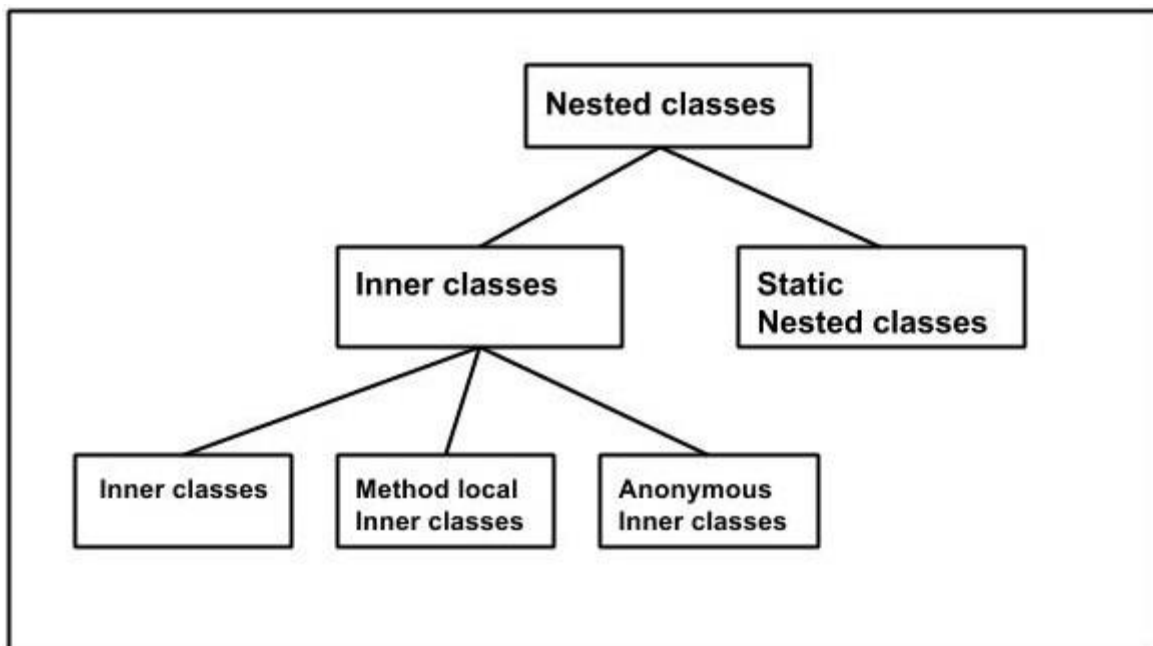 Nested classes
Inner classes
Static
Nested classes
Inner classes
Method local
Inner classes
Anonymous
Inner classes